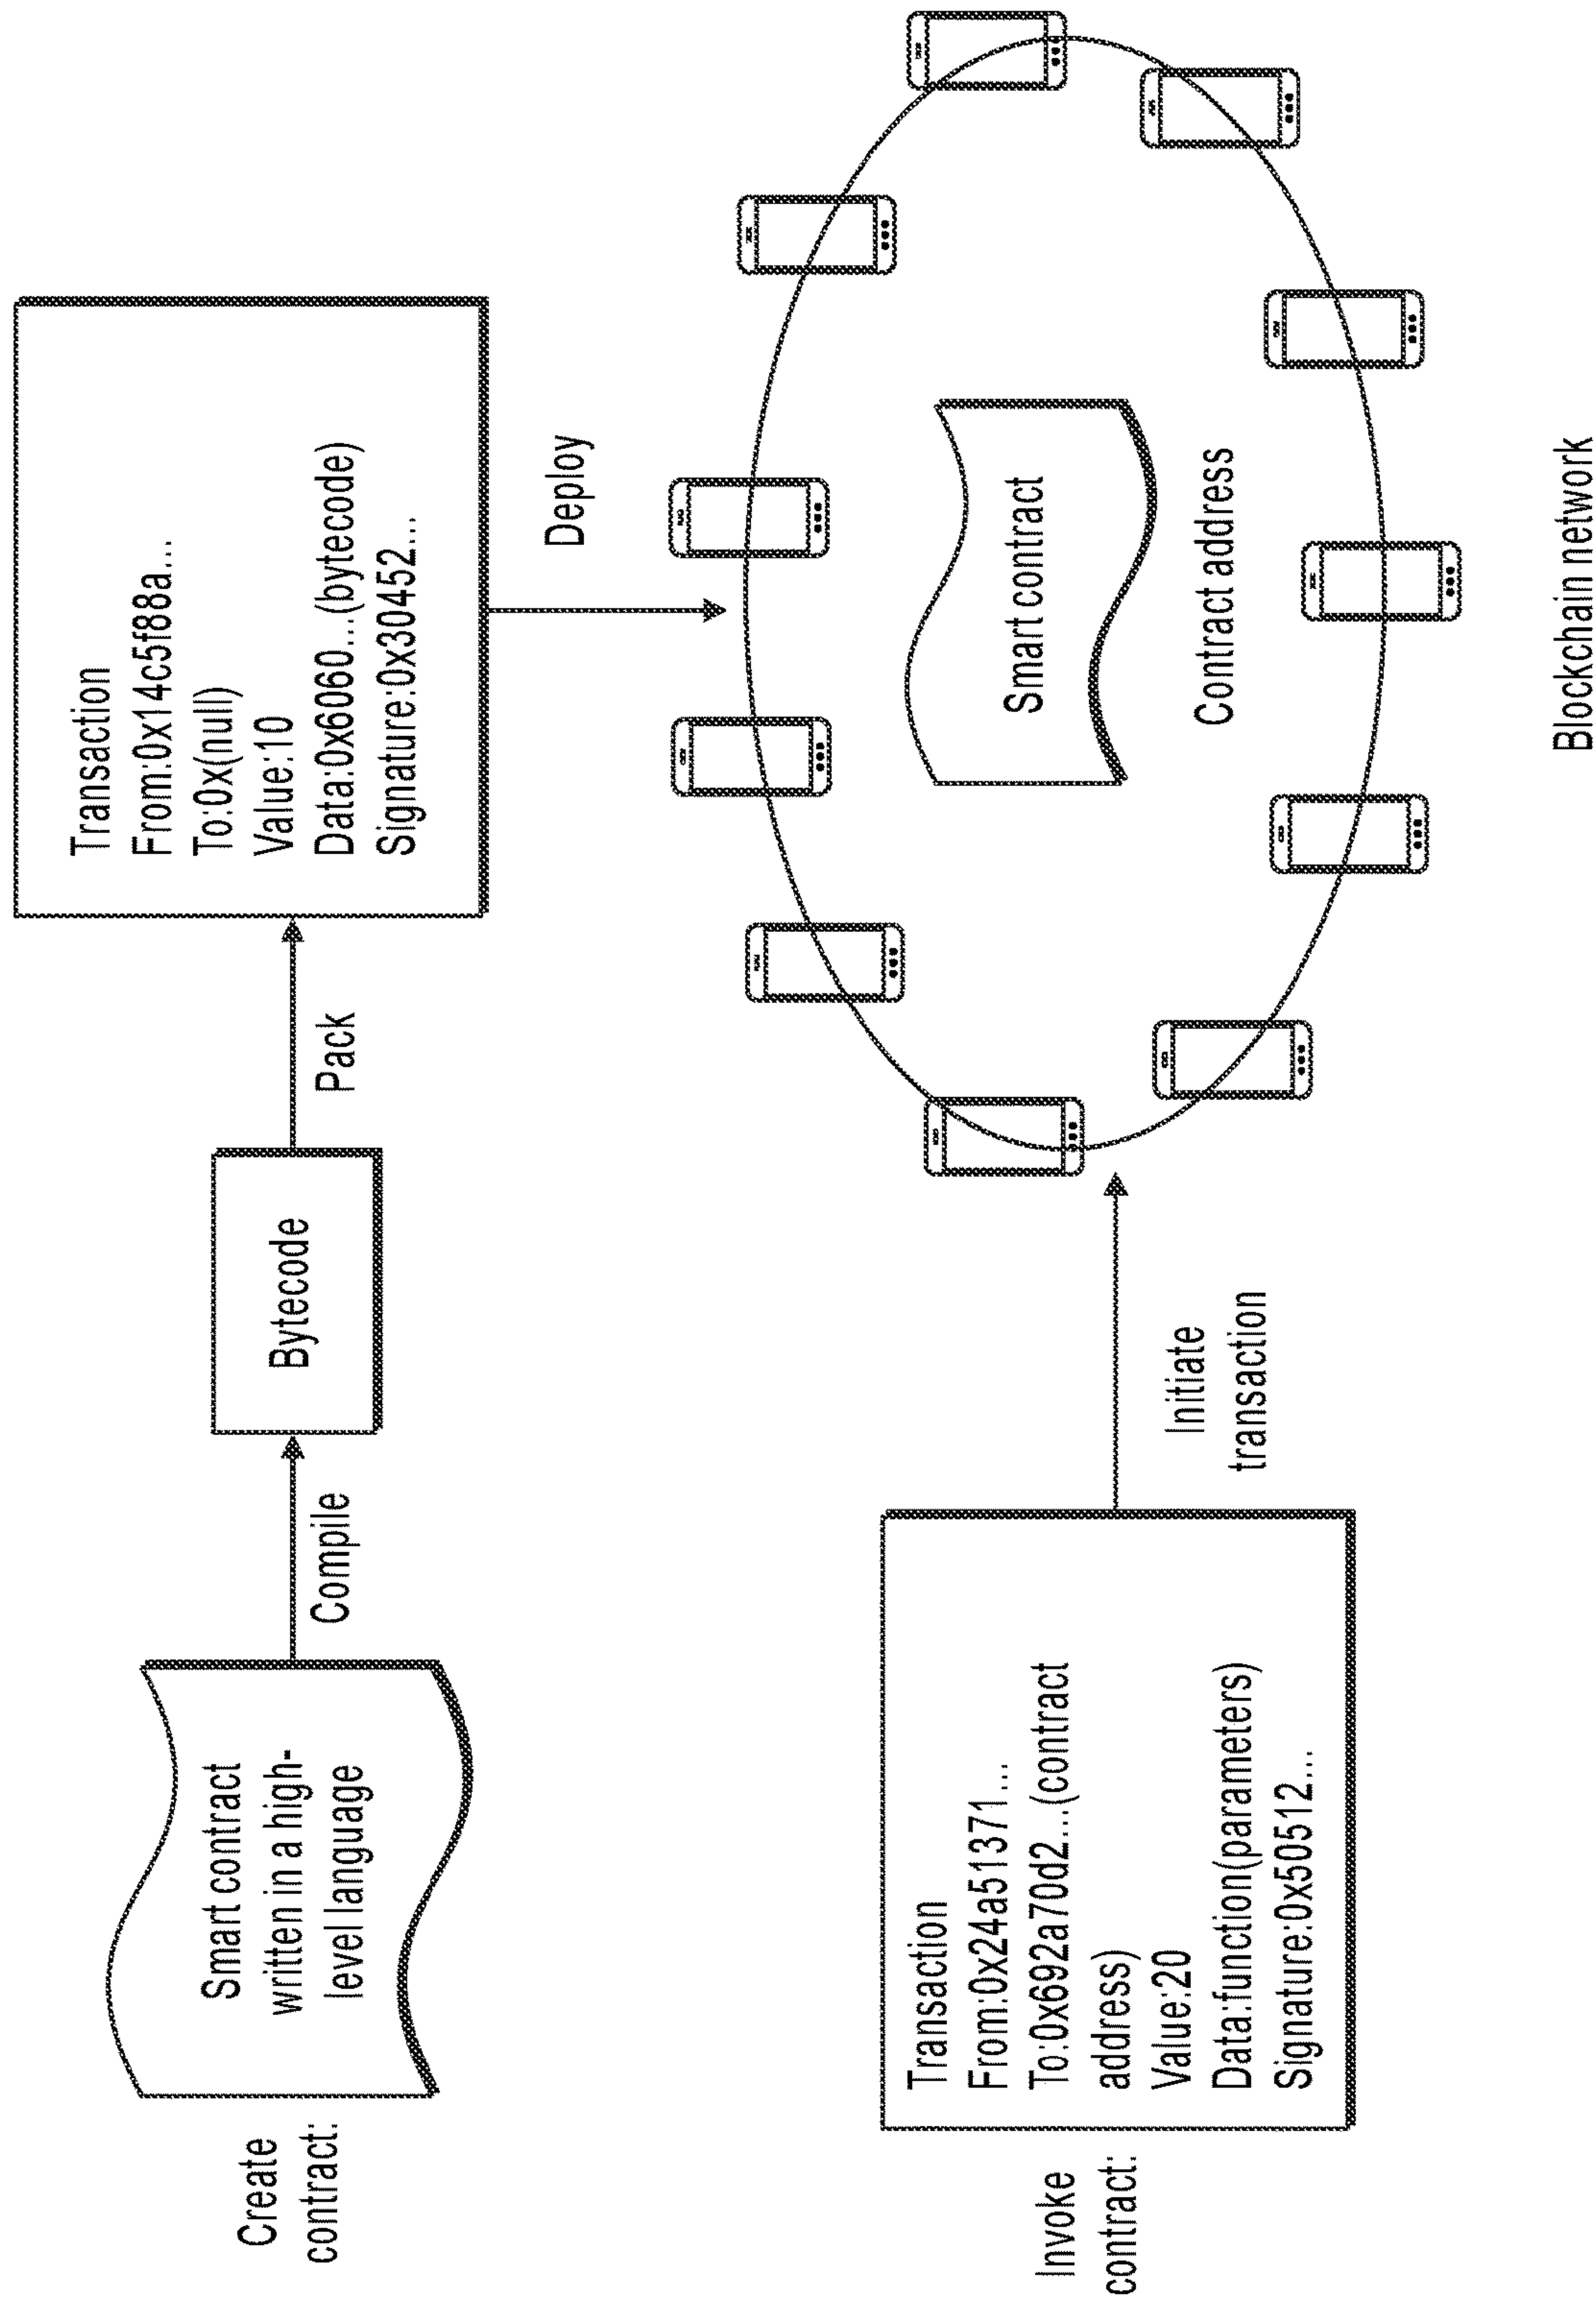 Create
contract:
Smart contract
written in a high-
level language
Compile
Bytecode
Pack
Transaction
From:0x14c5f88a...
To:0x(null)
Value:10
Data:0x6060...(bytecode)
Signature:0x30452...
Deploy
Invoke
contract:
Transaction
From:0x24a51371...
To:0x692a70d2...(contract
address)
Value:20
Data:function(parameters)
Signature:0x50512...
Initiate
transaction
Smart contract
Contract address
Blockchain network